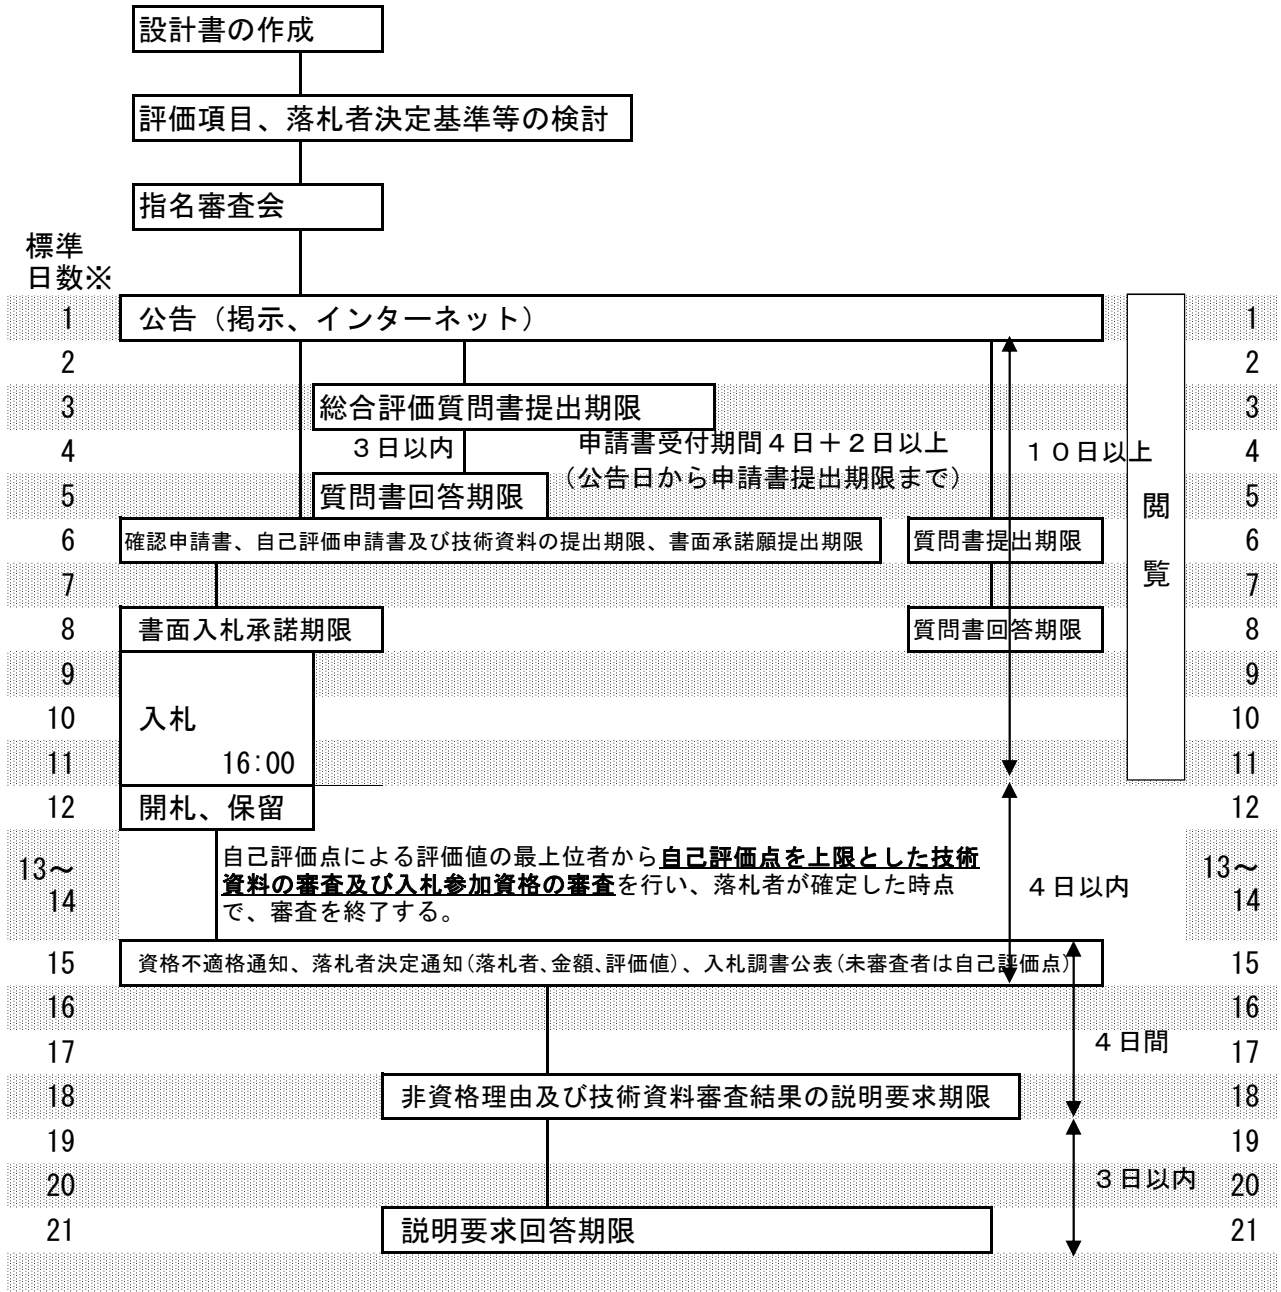 設計書の作成
評価項目、落札者決定基準等の検討
指名審査会
標準
日数※
1 公告（掲示、インターネット） 1
2 2
3 総合評価質問書提出期限 3
4 ３日以内 申請書受付期間４日＋２日以上 １０日以上 4
（公告日から申請書提出期限まで）
5 質問書回答期限 5
閲
覧
6 確認申請書、自己評価申請書及び技術資料の提出期限、書面承諾願提出期限 質問書提出期限 6
7 7
8 書面入札承諾期限 質問書回答期限 8
9 9
10 入札 10
11 16:00 11
12 開札、保留 12
13～
14
自己評価点による評価値の最上位者から自己評価点を上限とした技術
資料の審査及び入札参加資格の審査を行い、落札者が確定した時点
で、審査を終了する。
４日以内
13～
14
15 資格不適格通知、落札者決定通知(落札者、金額、評価値)、入札調書公表(未審査者は自己評価点) 15
16 16
17 ４日間 17
18 非資格理由及び技術資料審査結果の説明要求期限 18
19 19
20 ３日以内 20
21 説明要求回答期限 21